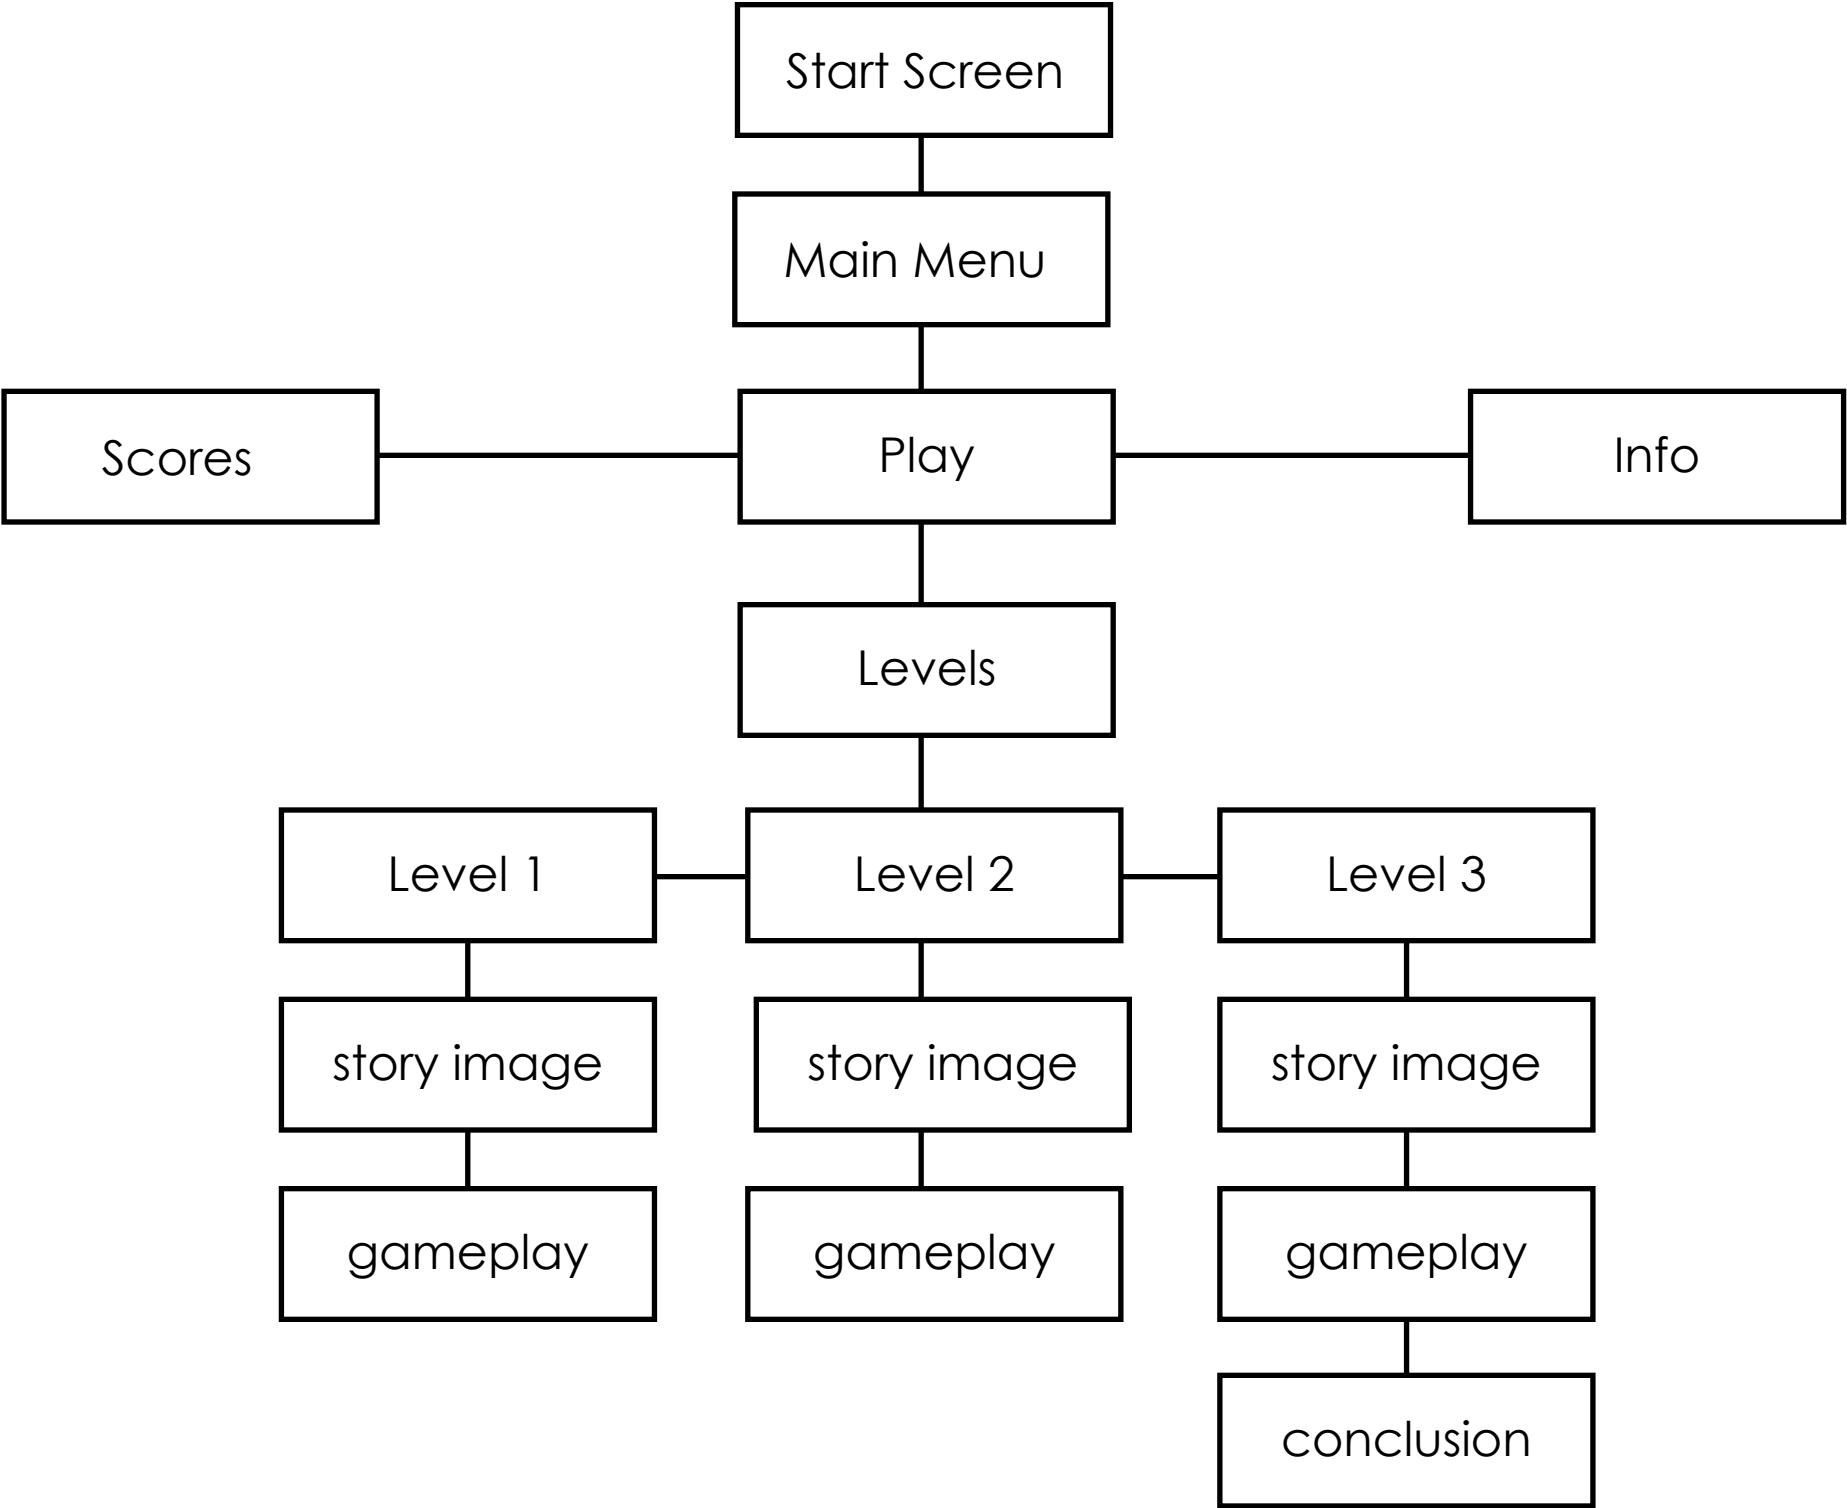 Start Screen
Main Menu
Scores
Play
Info
Levels
Level 1
Level 2
Level 3
story image
story image
story image
gameplay
gameplay
gameplay
conclusion